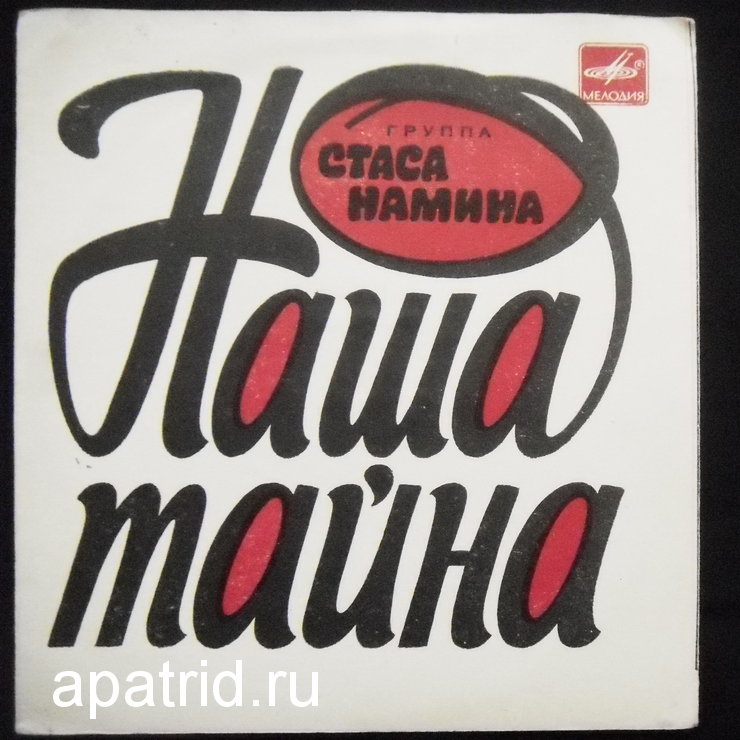 МЕЛОДИЯ
ГРУППА
СТАСА
НАМИНА
Наша
тайна
apatrid.ru